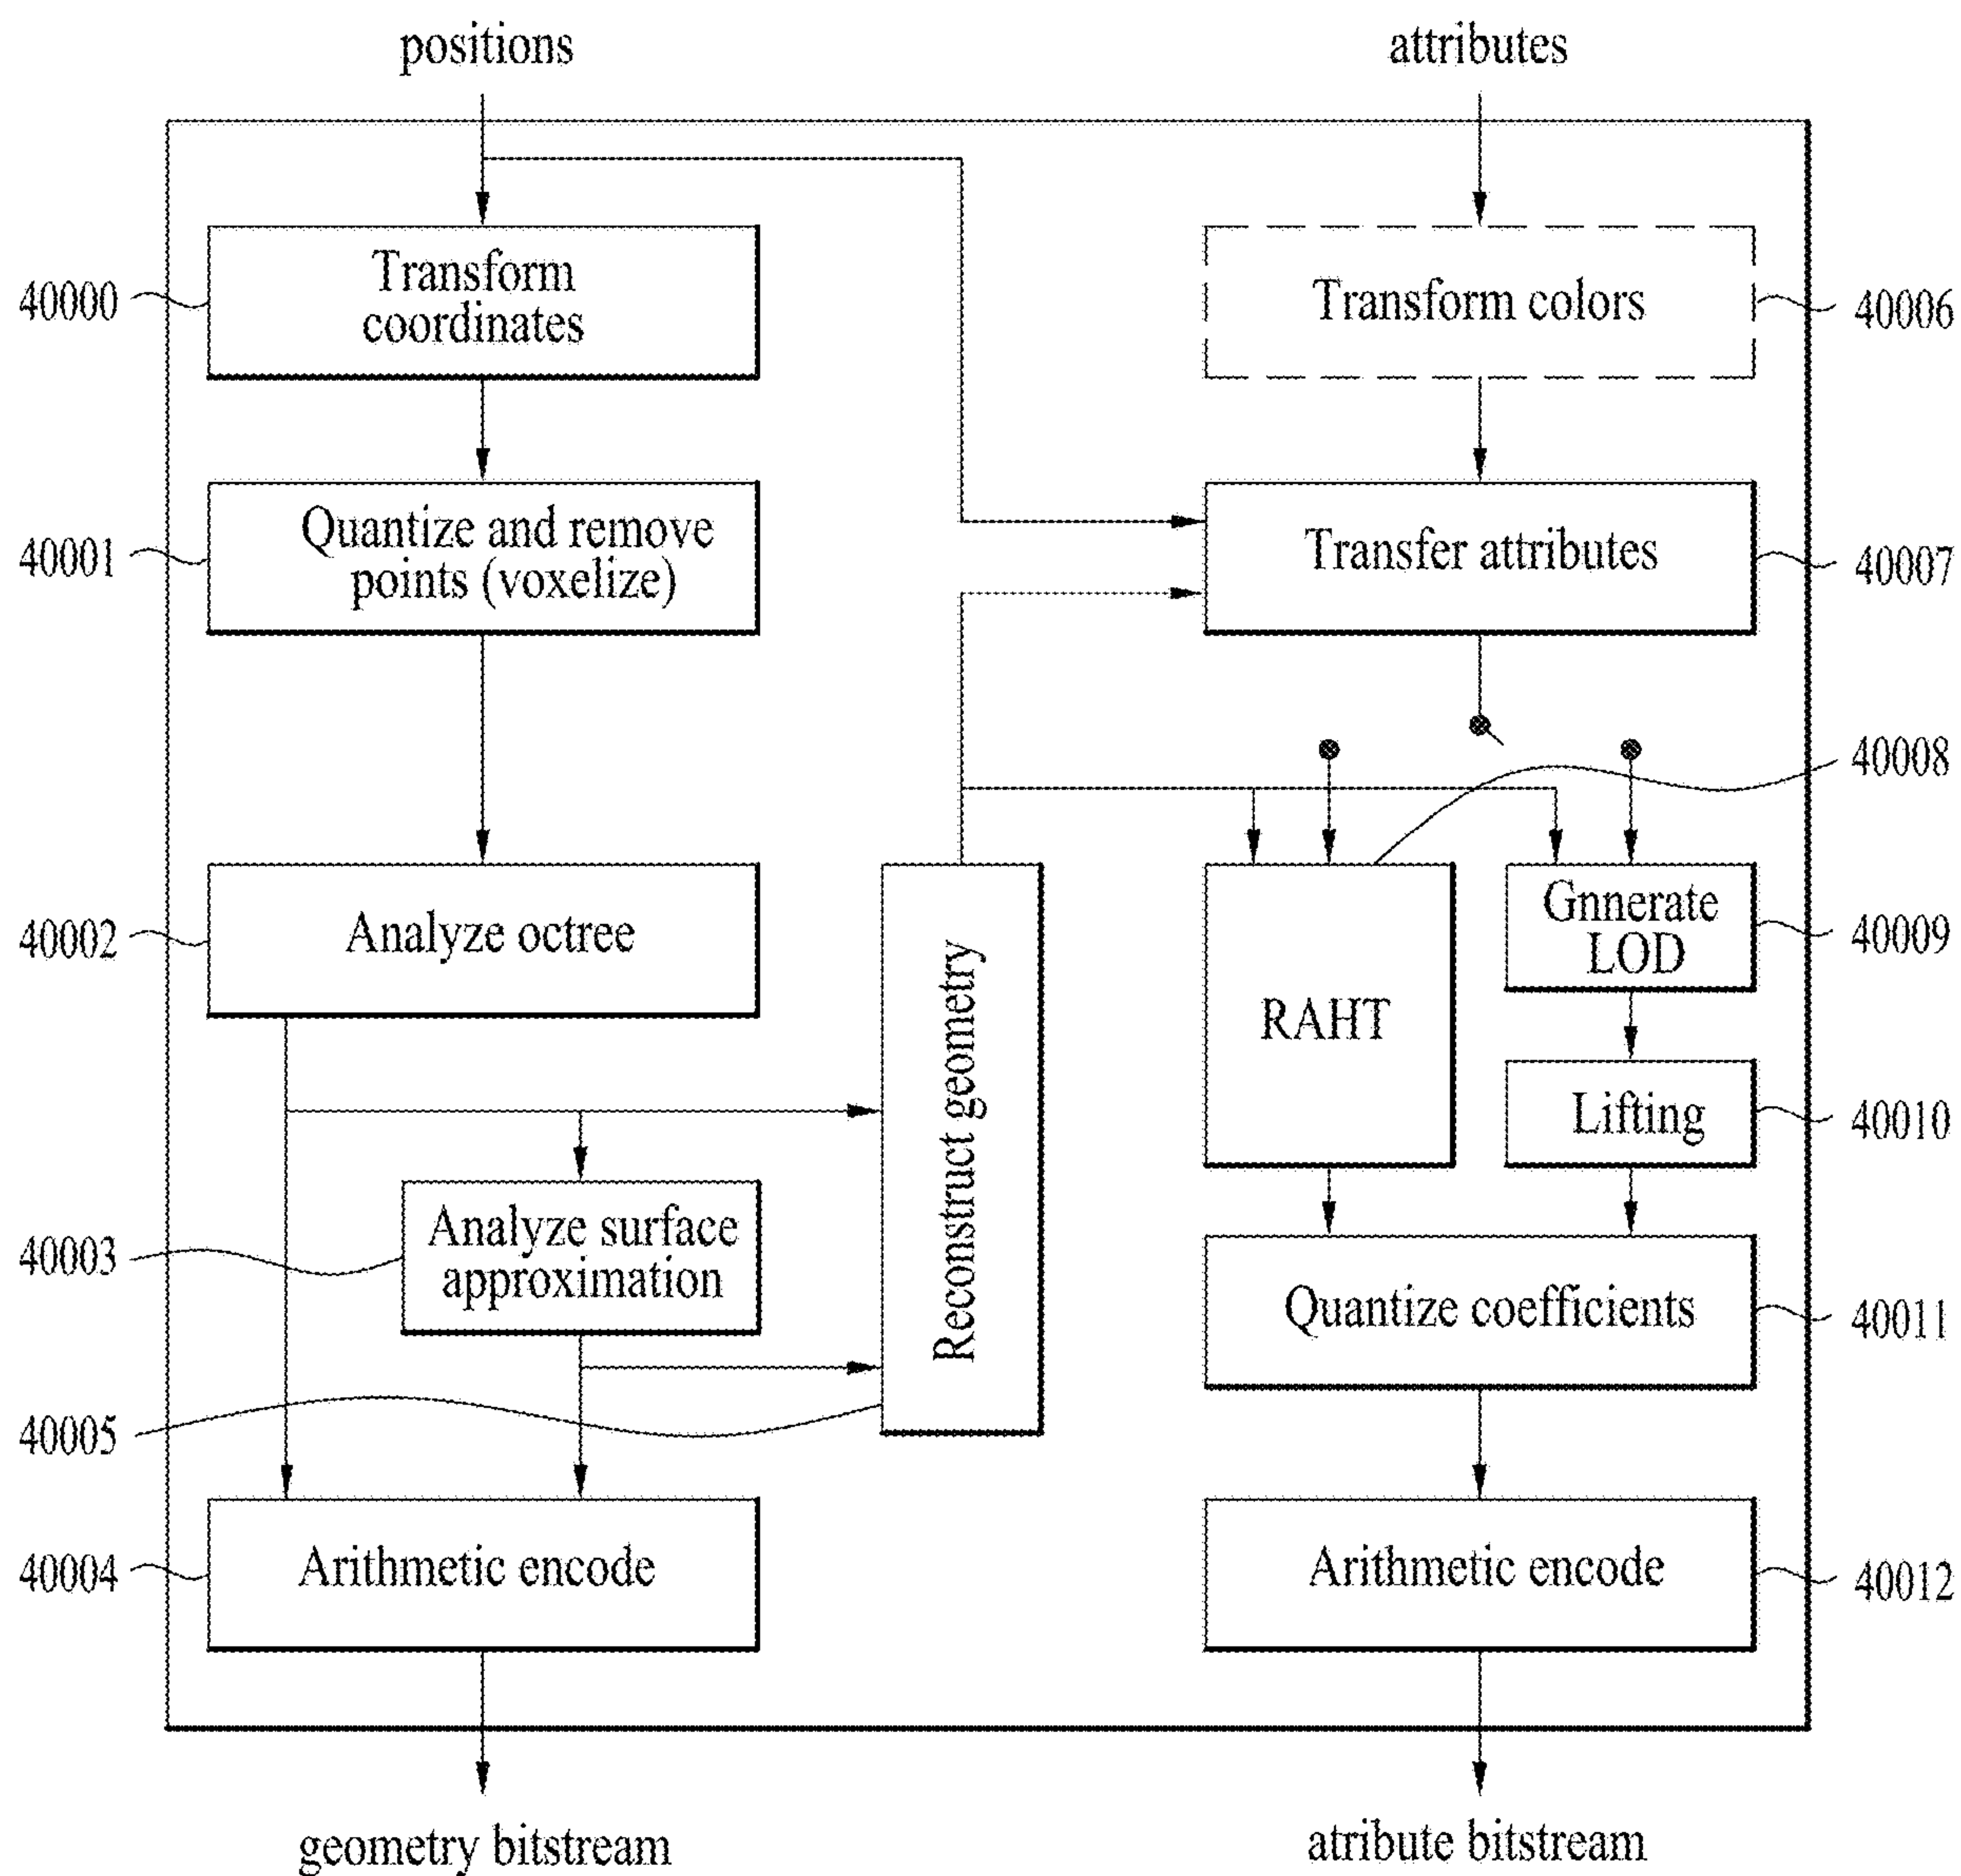 positions
attributes
40000
Transform
coordinates
Transform colors
40006
40001
Quantize and remove
points (voxelize)
Transfer attributes
40007
40008
40002
Analyze octree
Reconstruct geometry
RAHT
Gnnerate
LOD
40009
Lifting
40010
40003
Analyze surface
approximation
Quantize coefficients
40011
40005
40004
Arithmetic encode
Arithmetic encode
40012
geometry bitstream
atribute bitstream